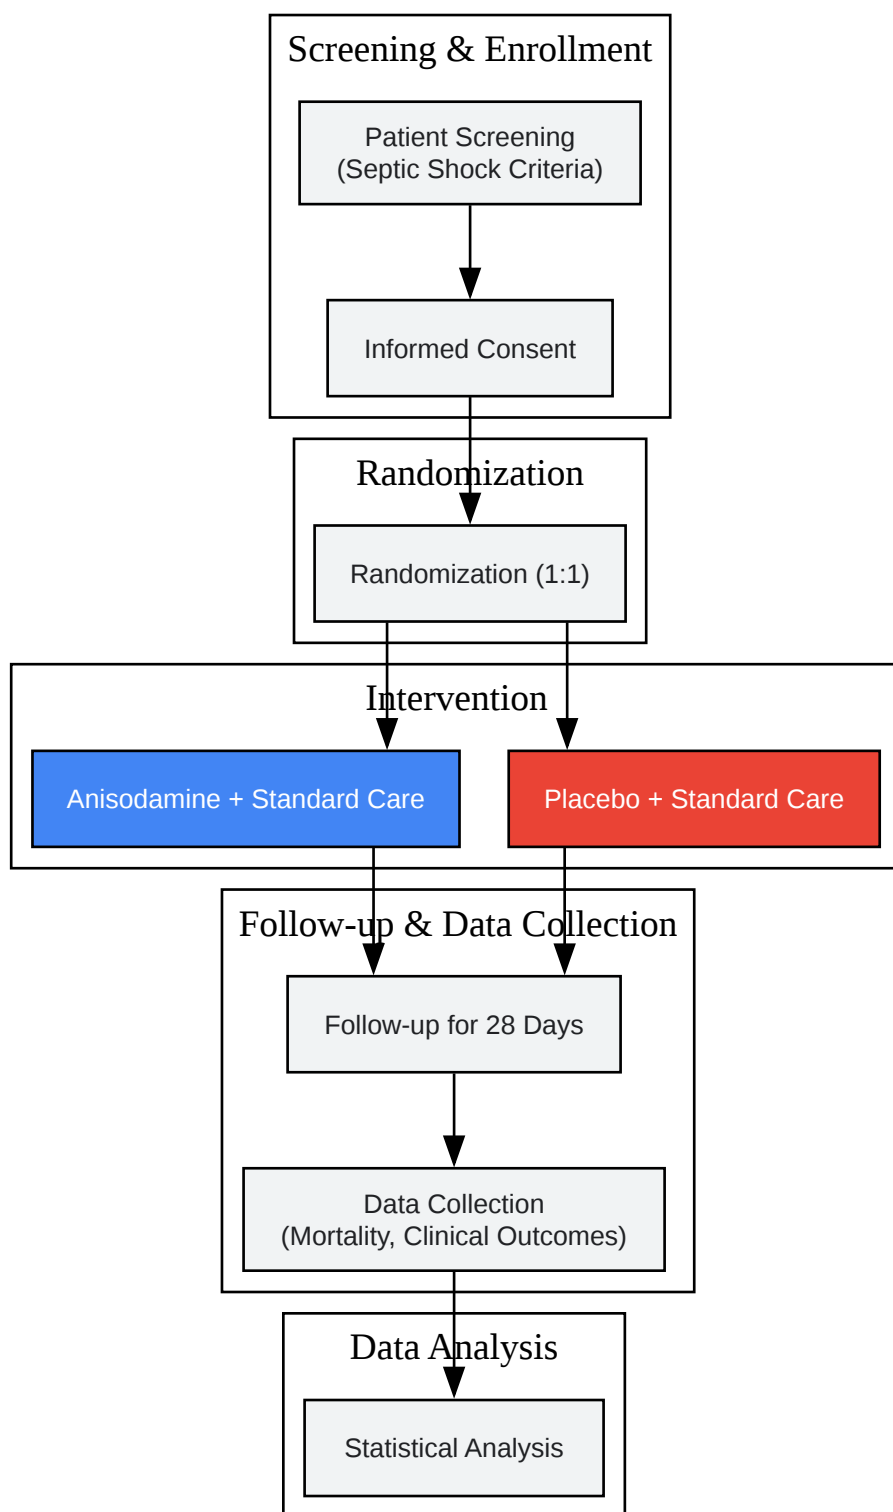 Screening & Enrollment
Patient Screening
(Septic Shock Criteria)
Informed Consent
Randomization
Randomization (1:1)
Intervention
Anisodamine + Standard Care
Placebo + Standard Care
Follow-up & Data Collection
Follow-up for 28 Days
Data Collection
(Mortality, Clinical Outcomes)
Data Analysis
Statistical Analysis